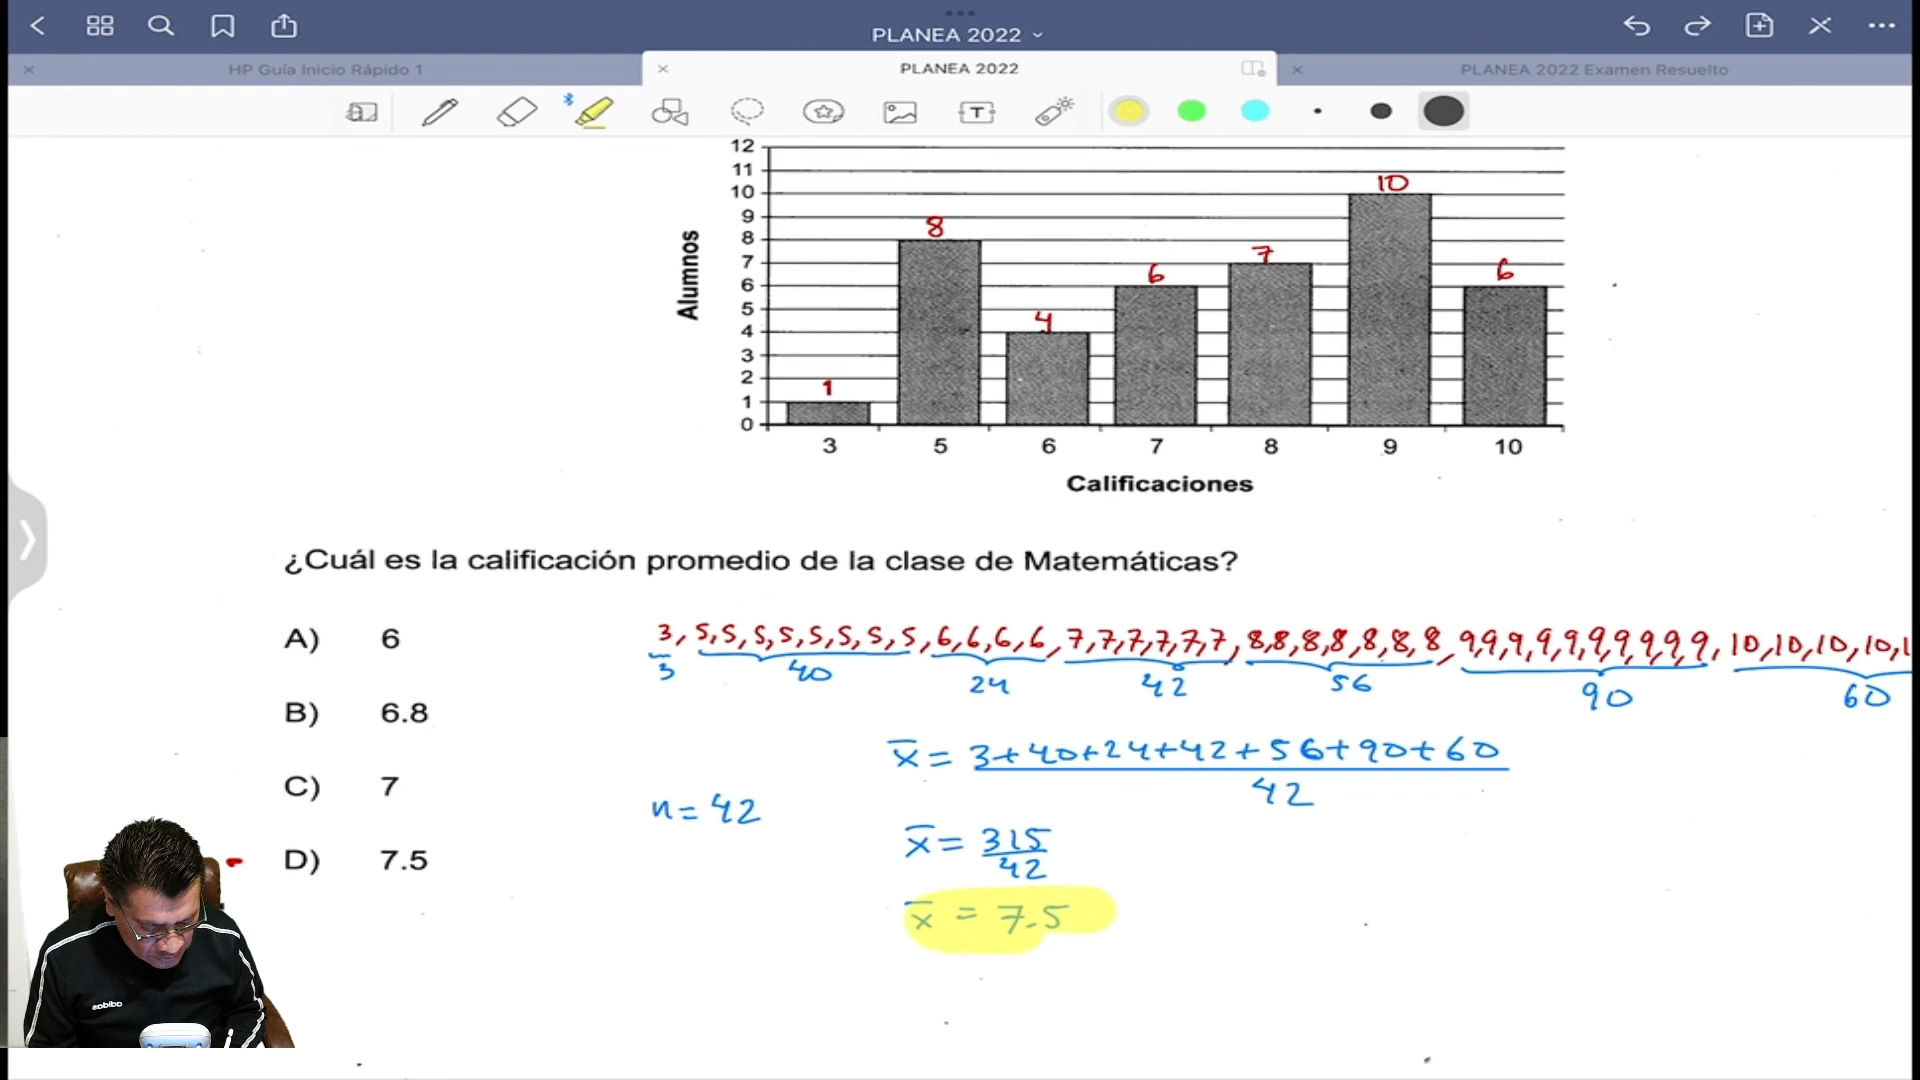 PLANEA 2022
HP Guía Inicio Rápido 1
PLANEA 2022
PLANEA 2022 Examen Resuelto
T
12
11
10
9
8
7
6
5
4
3
2
1
0
Alumnos
1
8
4
6
7
10
6
3 5 6 7 8 9 10
Calificaciones
¿Cuál es la calificación promedio de la clase de Matemáticas?
A) 6
B) 6.8
C) 7
D) 7.5
3, 5,5,5,5,5,5,5,5, 6,6,6,6, 7,7,7,7,7,7, 8,8,8,8,8,8,8, 9,9,9,9,9,9,9,9,9,9, 10,10,10,10,1
3 40 24 42 56 90 60
x̄ = 3+40+24+42+56+90+60
42
n = 42
x̄ = 315
42
x̄ = 7.5
adidas